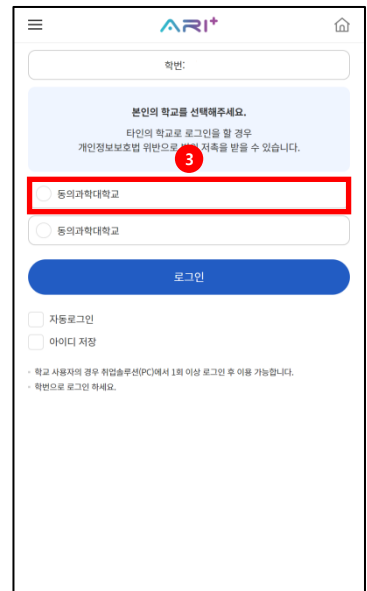 ARI+
학번:
본인의 학교를 선택해주세요.
타인의 학교로 로그인을 할 경우
개인정보보호법 위반으로 저촉을 받을 수 있습니다.
3
동의과학대학교
동의과학대학교
로그인
자동로그인
아이디 저장
- 학교 사용자의 경우 취업솔루션(PC)에서 1회 이상 로그인 후 이용 가능합니다.
- 학번으로 로그인 하세요.